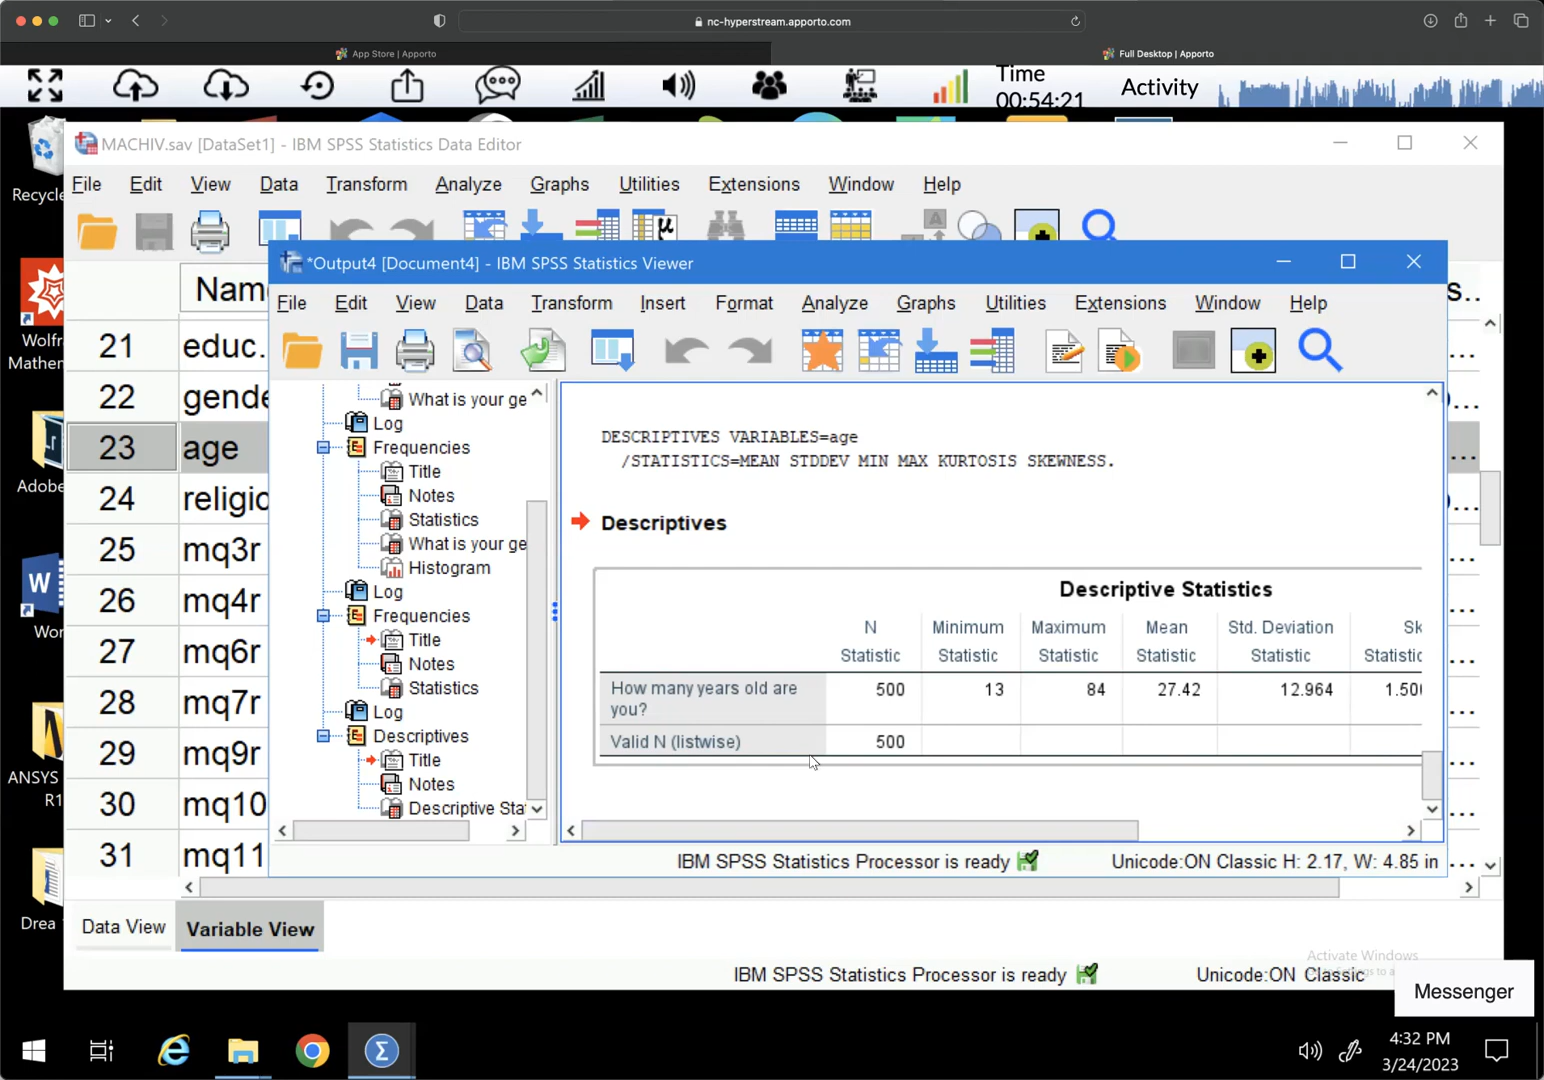 nc-hyperstream.apporto.com
App Store | Apporto
Full Desktop | Apporto
Time
00:54:21
Activity
MACHIV.sav [DataSet1] - IBM SPSS Statistics Data Editor
File Edit View Data Transform Analyze Graphs Utilities Extensions Window Help
*Output4 [Document4] - IBM SPSS Statistics Viewer
File Edit View Data Transform Insert Format Analyze Graphs Utilities Extensions Window Help
What is your ge
Log
Frequencies
Title
Notes
Statistics
What is your ge
Histogram
Log
Frequencies
Title
Notes
Statistics
Log
Descriptives
Title
Notes
Descriptive Sta
DESCRIPTIVES VARIABLES=age
/STATISTICS=MEAN STDDEV MIN MAX KURTOSIS SKEWNESS.
Descriptives
Descriptive Statistics
N Minimum Maximum Mean Std. Deviation Sk
Statistic Statistic Statistic Statistic Statistic Statistic
How many years old are 500 13 84 27.42 12.964 1.500
you?
Valid N (listwise) 500
IBM SPSS Statistics Processor is ready Unicode:ON Classic H: 2.17, W: 4.85 in
Nam
21 educ.
22 gende
23 age
24 religio
25 mq3r
26 mq4r
27 mq6r
28 mq7r
29 mq9r
30 mq10
31 mq11
Data View Variable View
IBM SPSS Statistics Processor is ready Unicode:ON Classic
Activate Windows
Messenger
Recycle
Wolfr
Mather
Adobe
Wor
ANSYS
R1
Drea
4:32 PM
3/24/2023